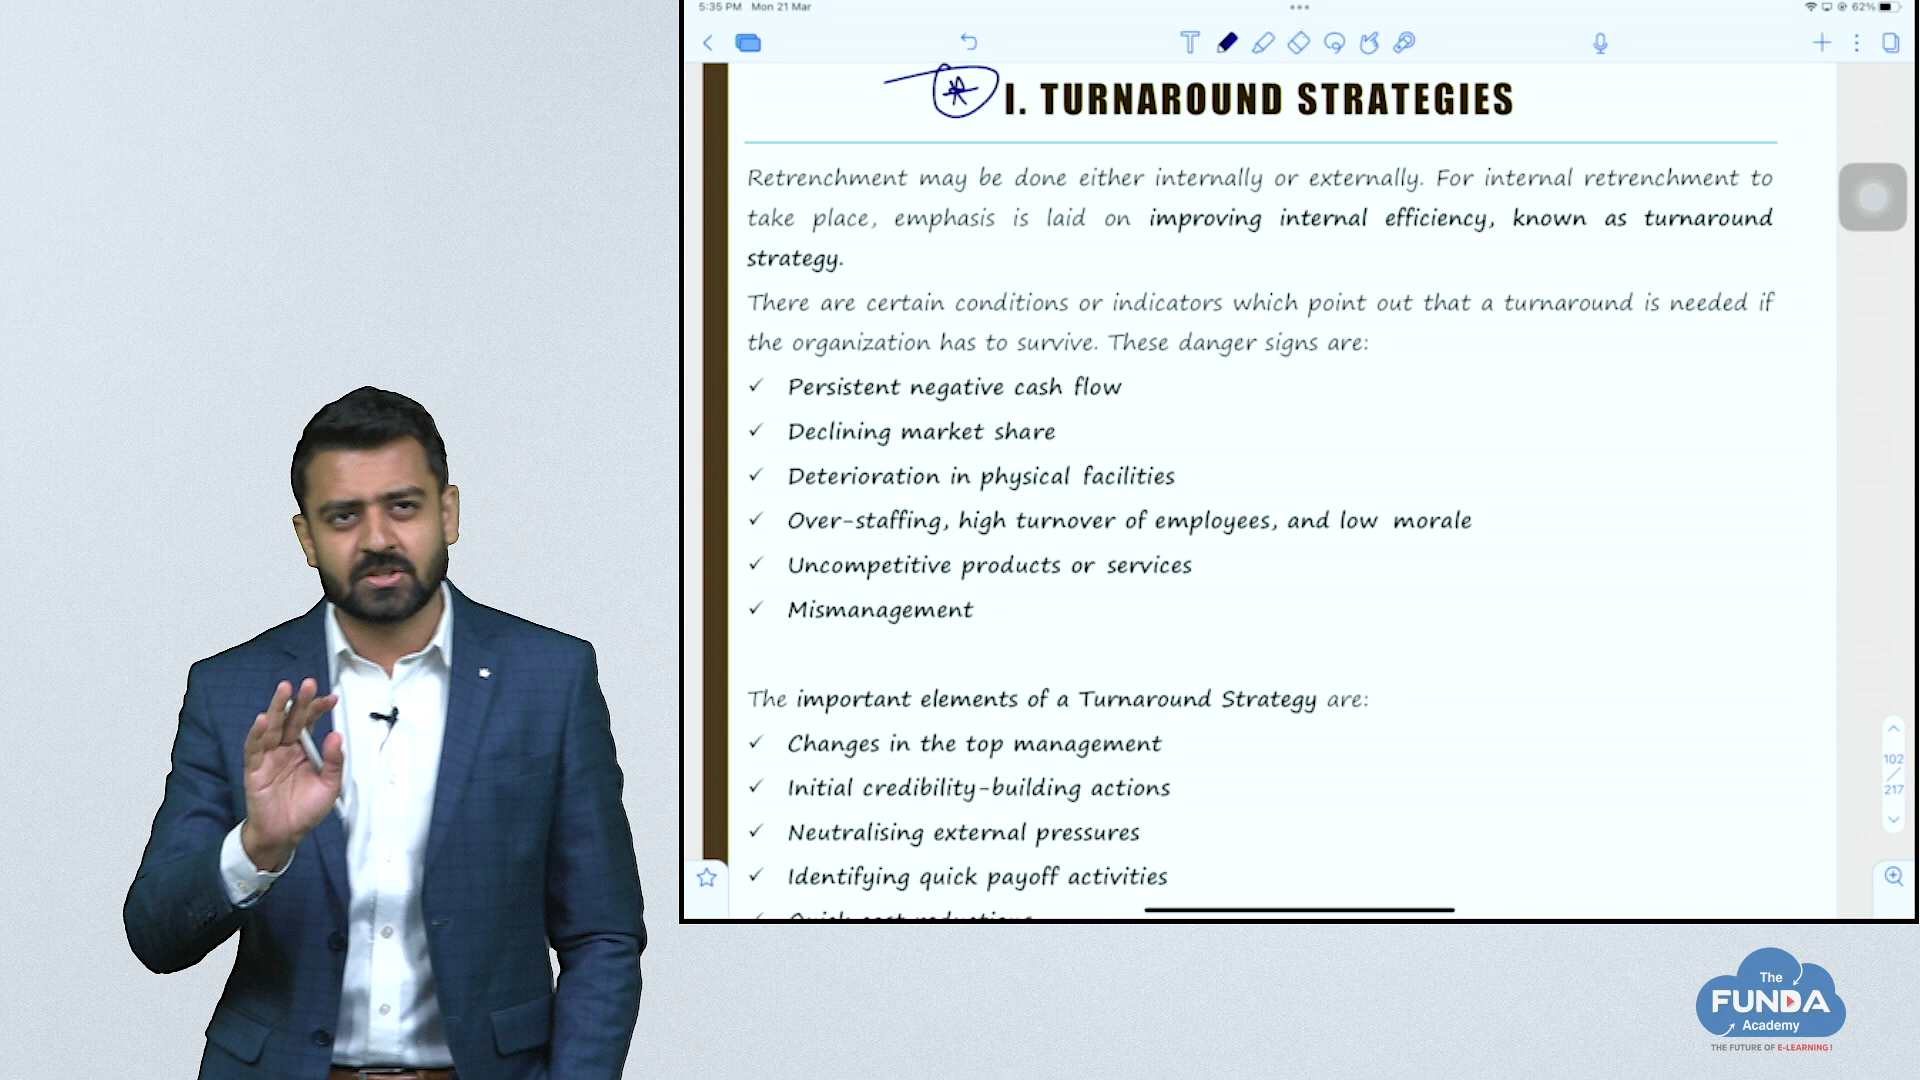 5:35 PM Mon 21 Mar
62%
I. TURNAROUND STRATEGIES
Retrenchment may be done either internally or externally. For internal retrenchment to
take place, emphasis is laid on improving internal efficiency, known as turnaround
strategy.
There are certain conditions or indicators which point out that a turnaround is needed if
the organization has to survive. These danger signs are:
✓ Persistent negative cash flow
✓ Declining market share
✓ Deterioration in physical facilities
✓ Over-staffing, high turnover of employees, and low morale
✓ Uncompetitive products or services
✓ Mismanagement
The important elements of a Turnaround Strategy are:
✓ Changes in the top management
✓ Initial credibility-building actions
✓ Neutralising external pressures
✓ Identifying quick payoff activities
✓ Quick cost reductions
102
/
217
The
FUNDA
Academy
THE FUTURE OF E-LEARNING!